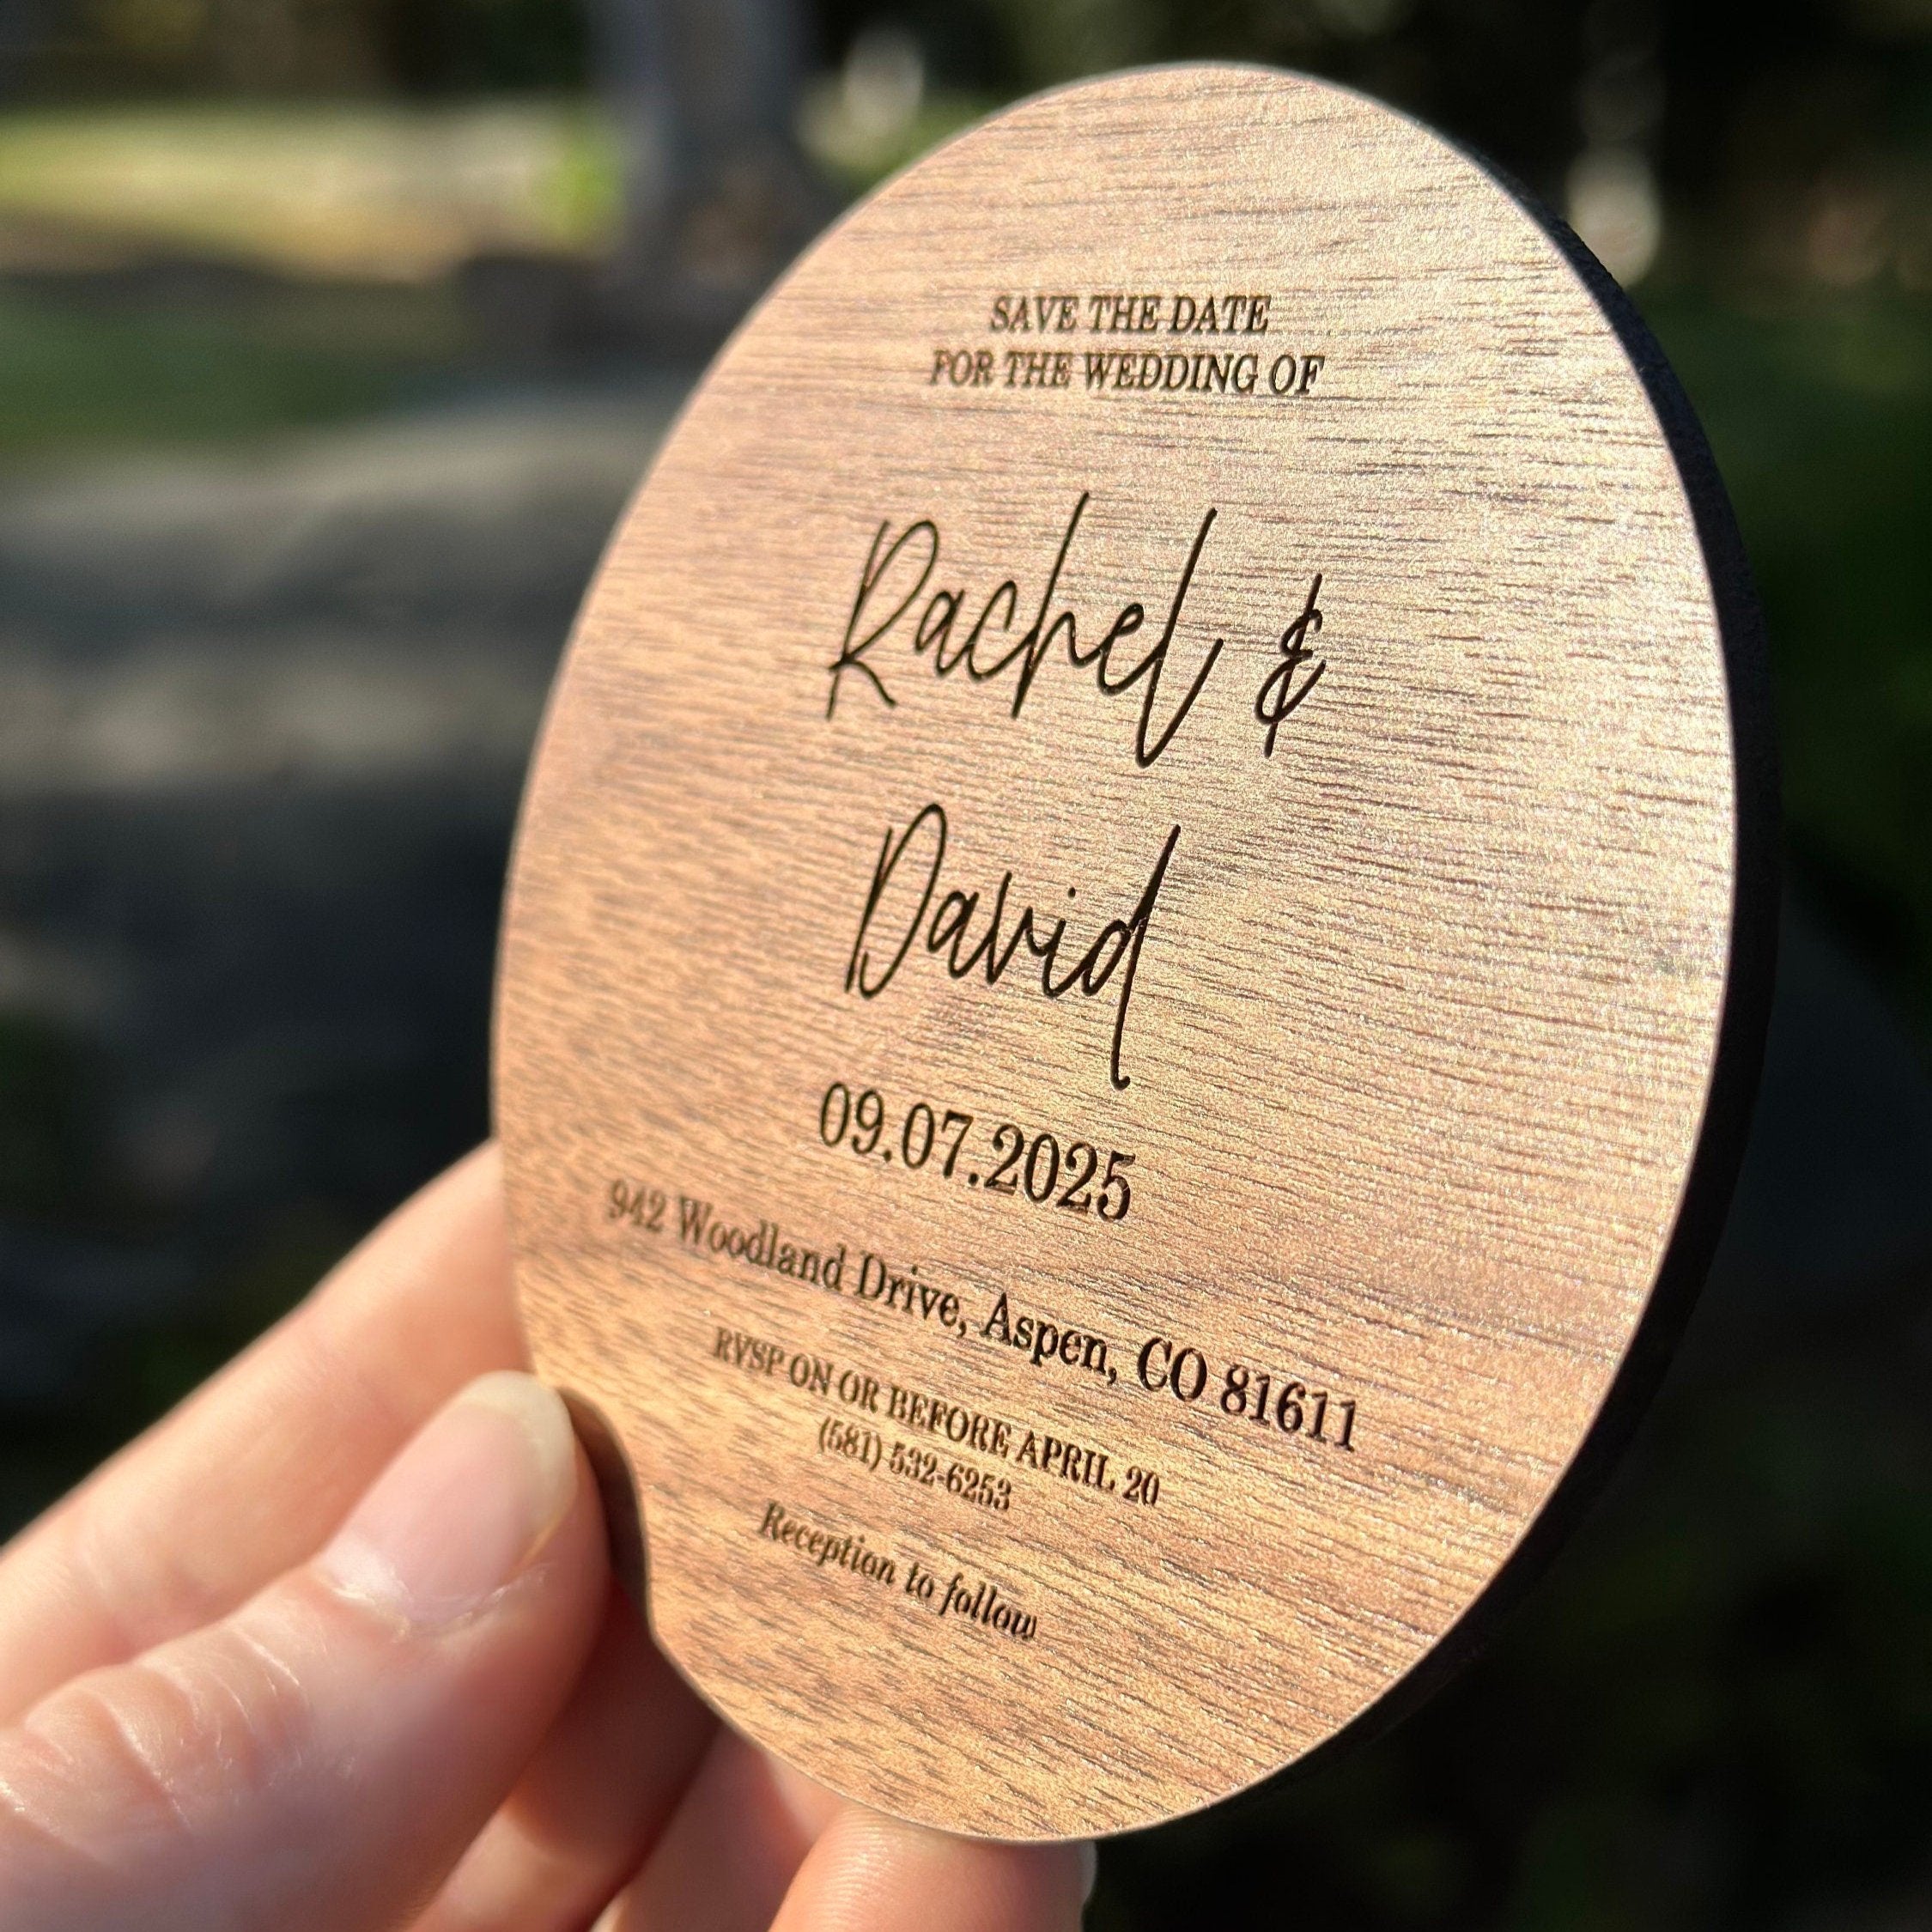 SAVE THE DATE
FOR THE WEDDING OF
Rachel &
David
09.07.2025
942 Woodland Drive, Aspen, CO 81611
RVSP ON OR BEFORE APRIL 20
(581) 532-6253
Reception to follow